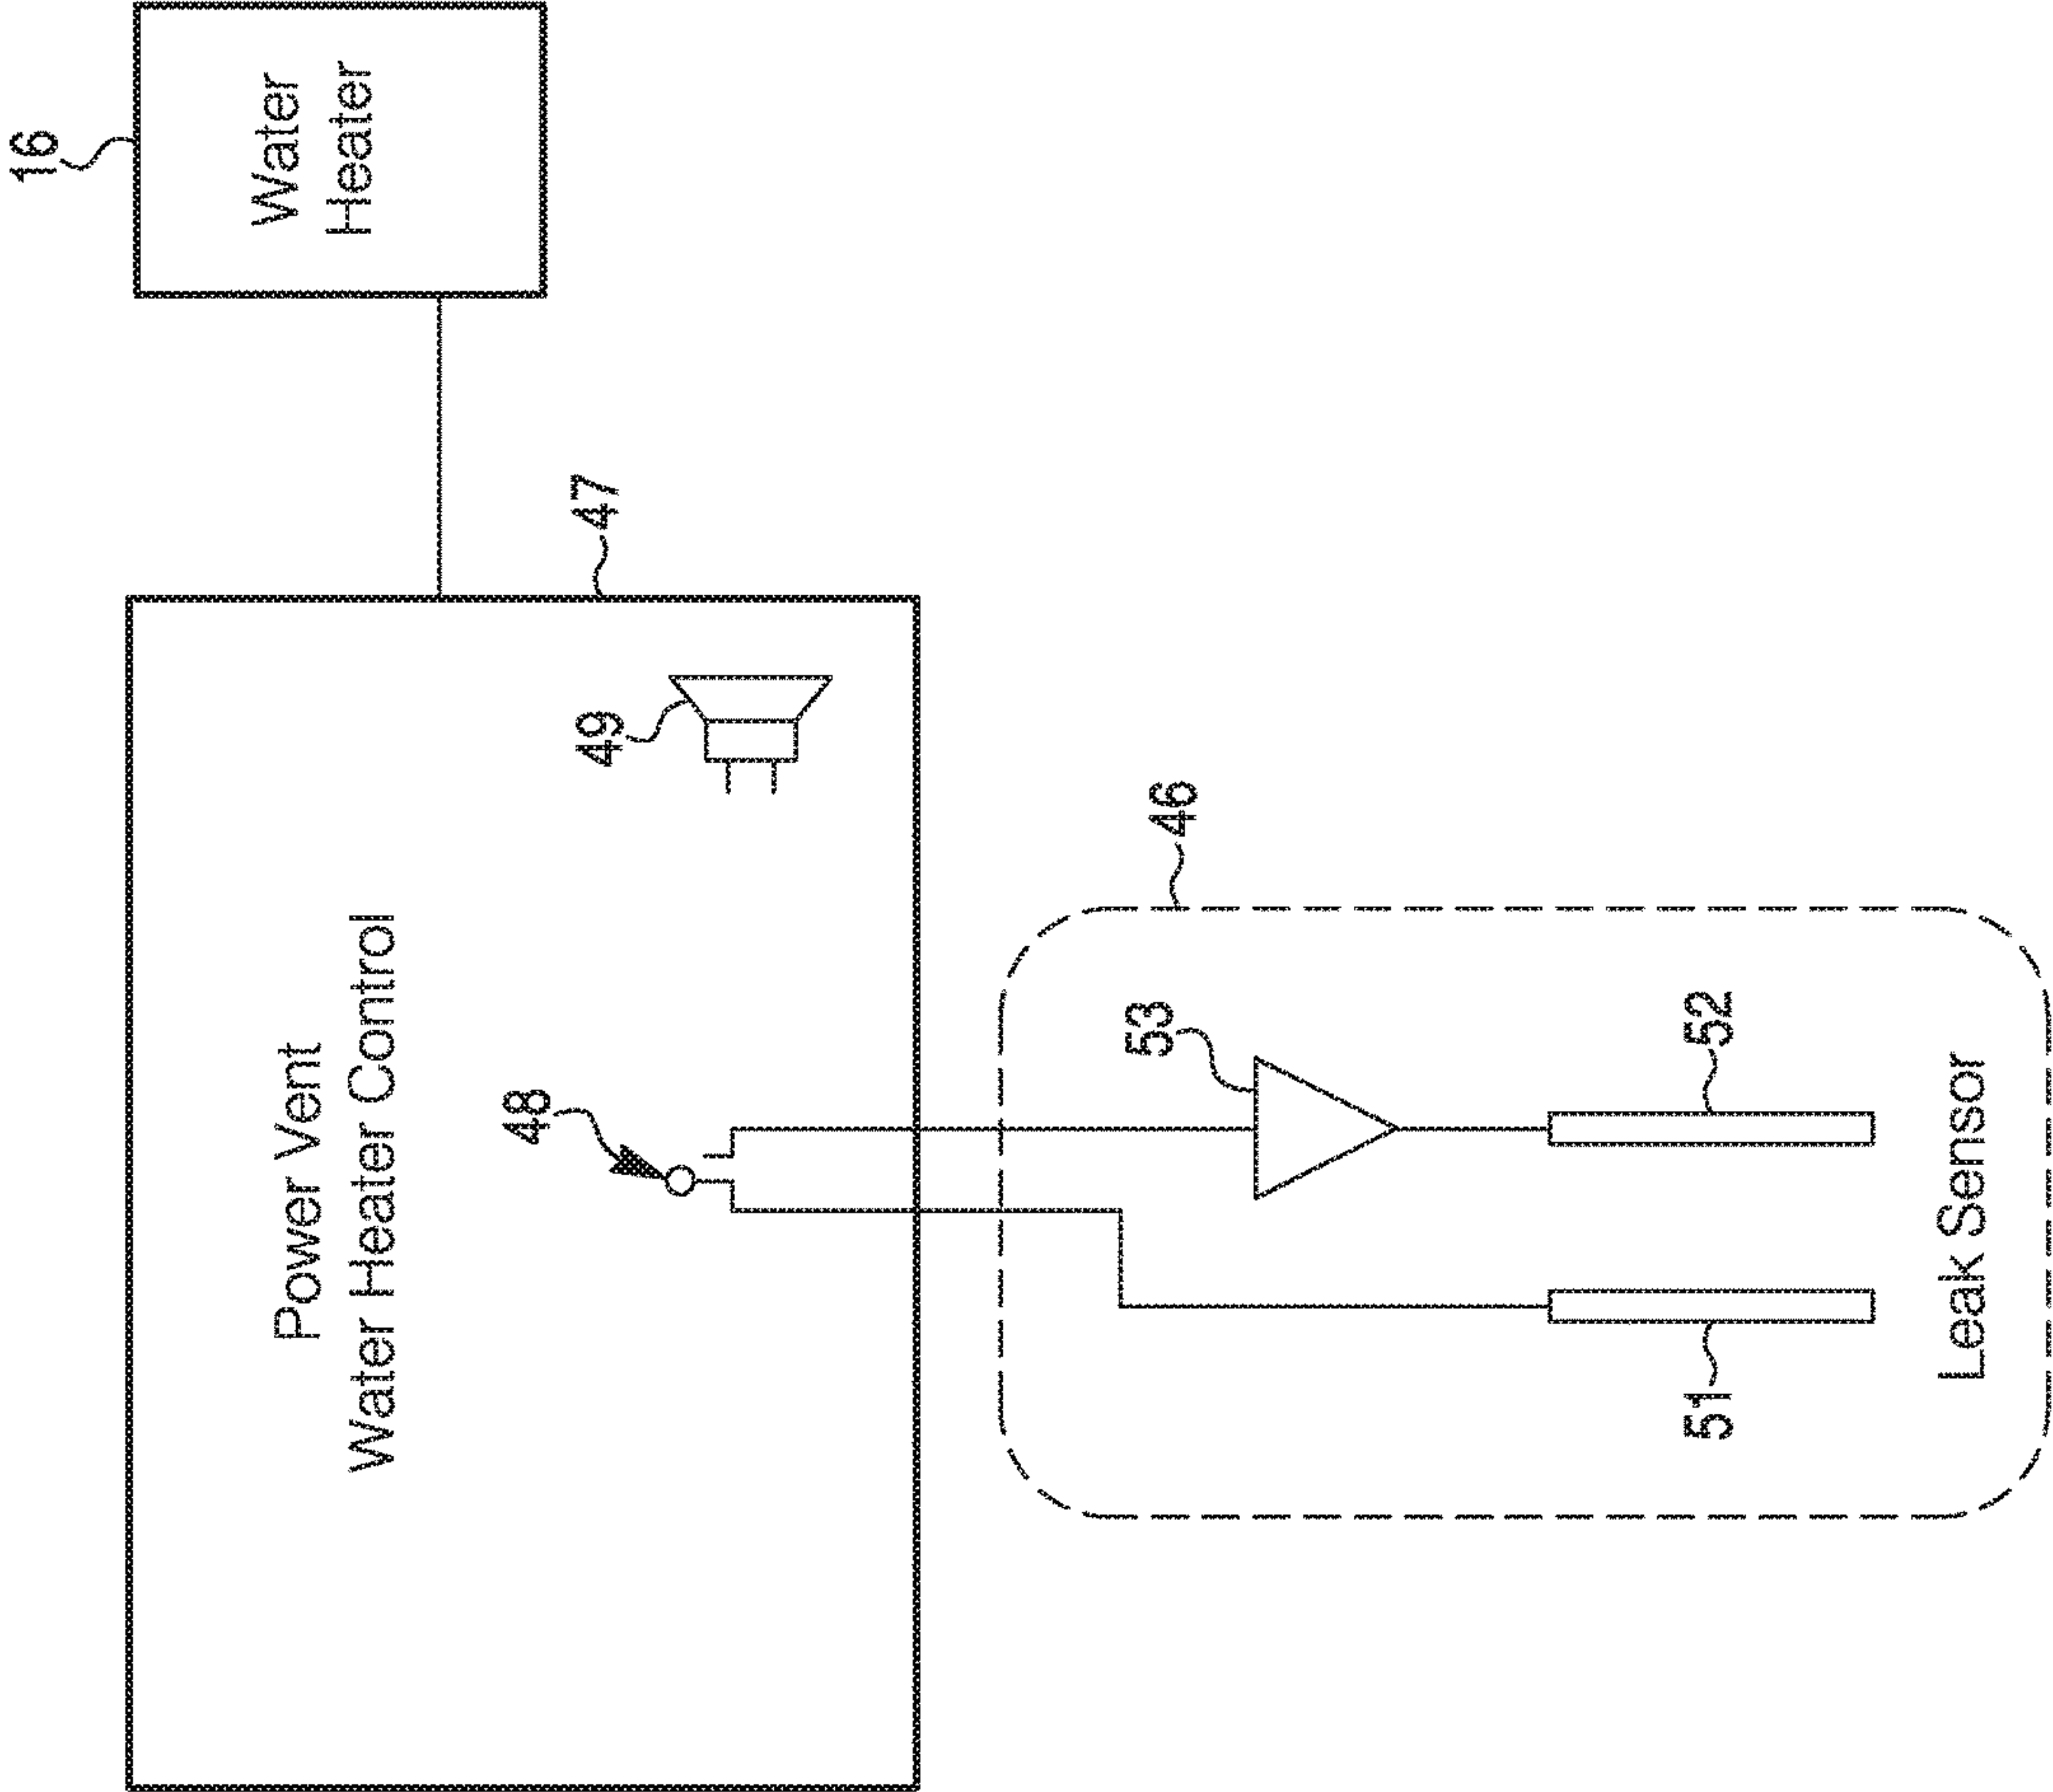 Power Vent
Water Heater Control
48
49
47
16
Water
Heater
51
Leak Sensor
52
53
46